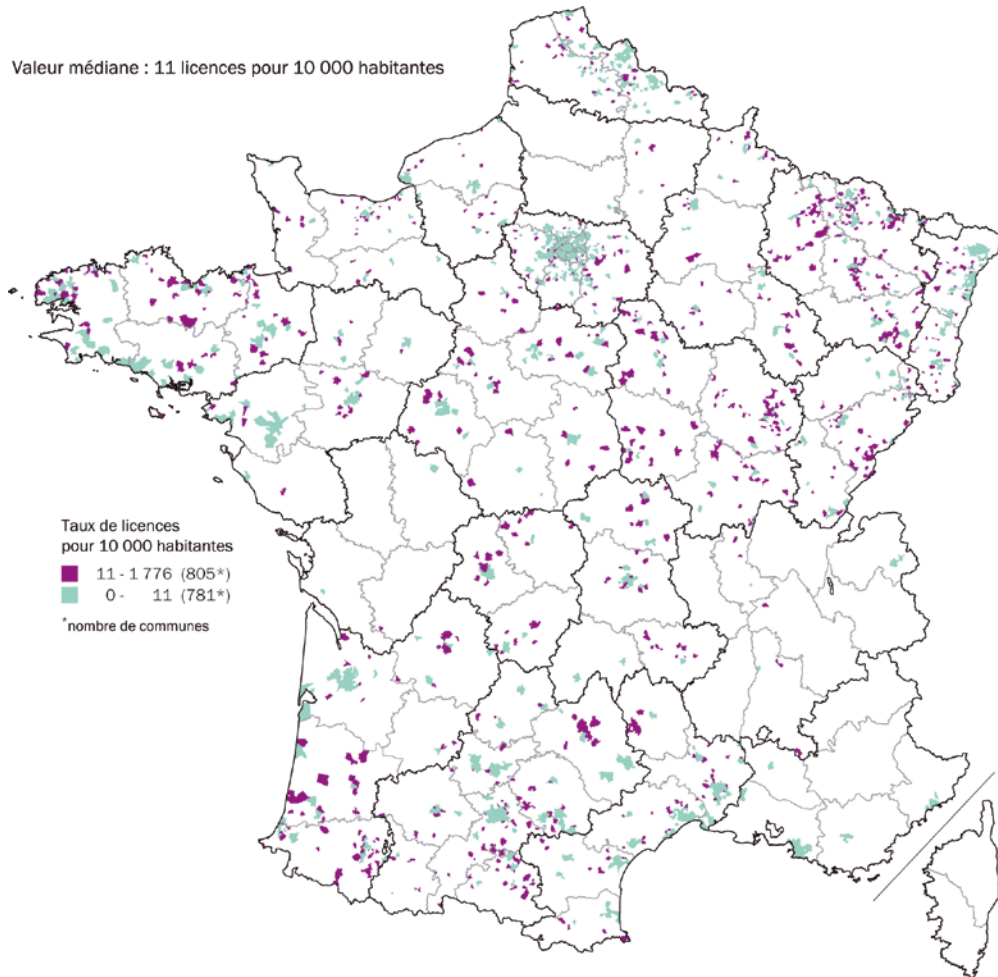 Valeur médiane : 11 licences pour 10 000 habitantes
Taux de licences
pour 10 000 habitantes
11 - 1 776 (805*)
0 - 11 (781*)
*nombre de communes